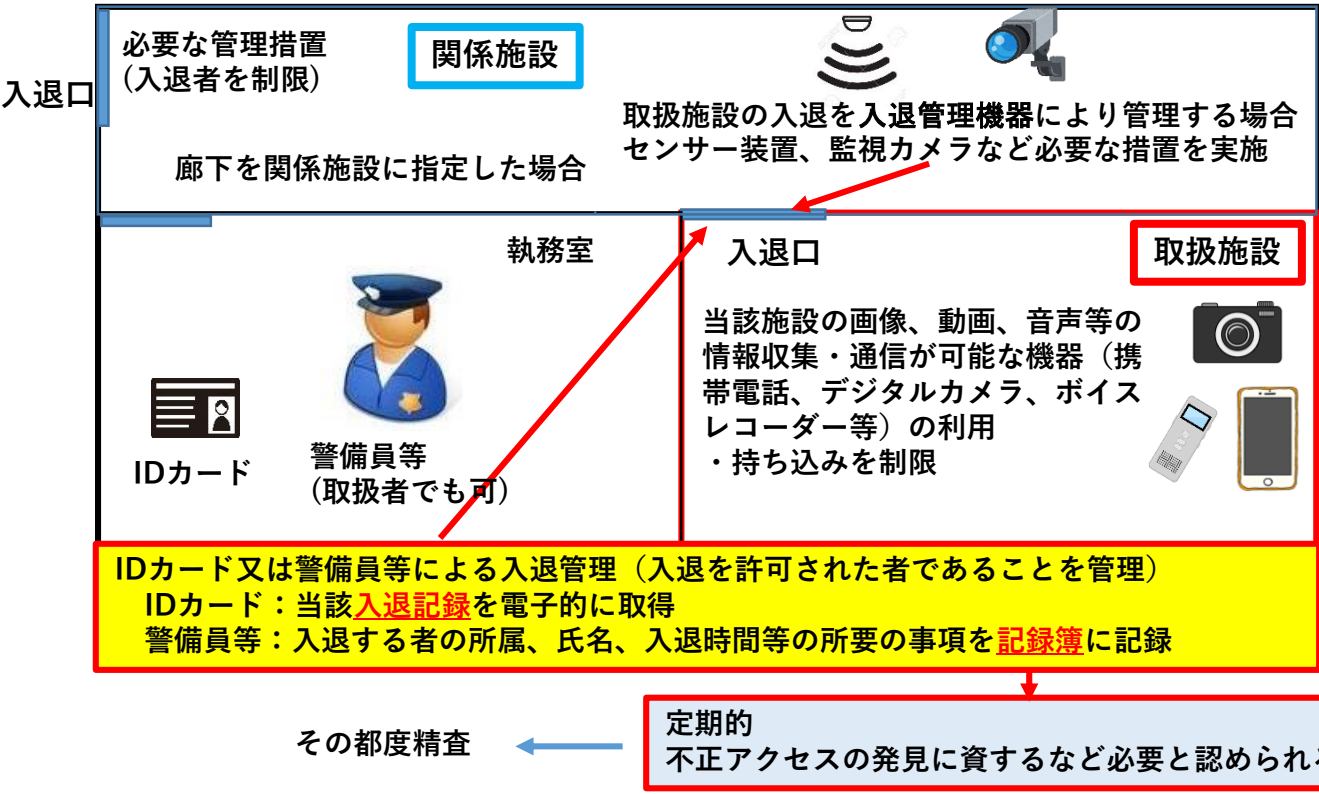 必要な管理措置
(入退者を制限)
関係施設
入退口
取扱施設の入退を入退管理機器により管理する場合
センサー装置、監視カメラなど必要な措置を実施
廊下を関係施設に指定した場合
執務室
入退口
取扱施設
当該施設の画像、動画、音声等の
情報収集・通信が可能な機器（携
帯電話、デジタルカメラ、ボイス
レコーダー等）の利用
・持ち込みを制限
IDカード
警備員等
(取扱者でも可)
IDカード又は警備員等による入退管理（入退を許可された者であることを管理）
IDカード：当該入退記録を電子的に取得
警備員等：入退する者の所属、氏名、入退時間等の所要の事項を記録簿に記録
その都度精査
定期的
不正アクセスの発見に資するなど必要と認められ